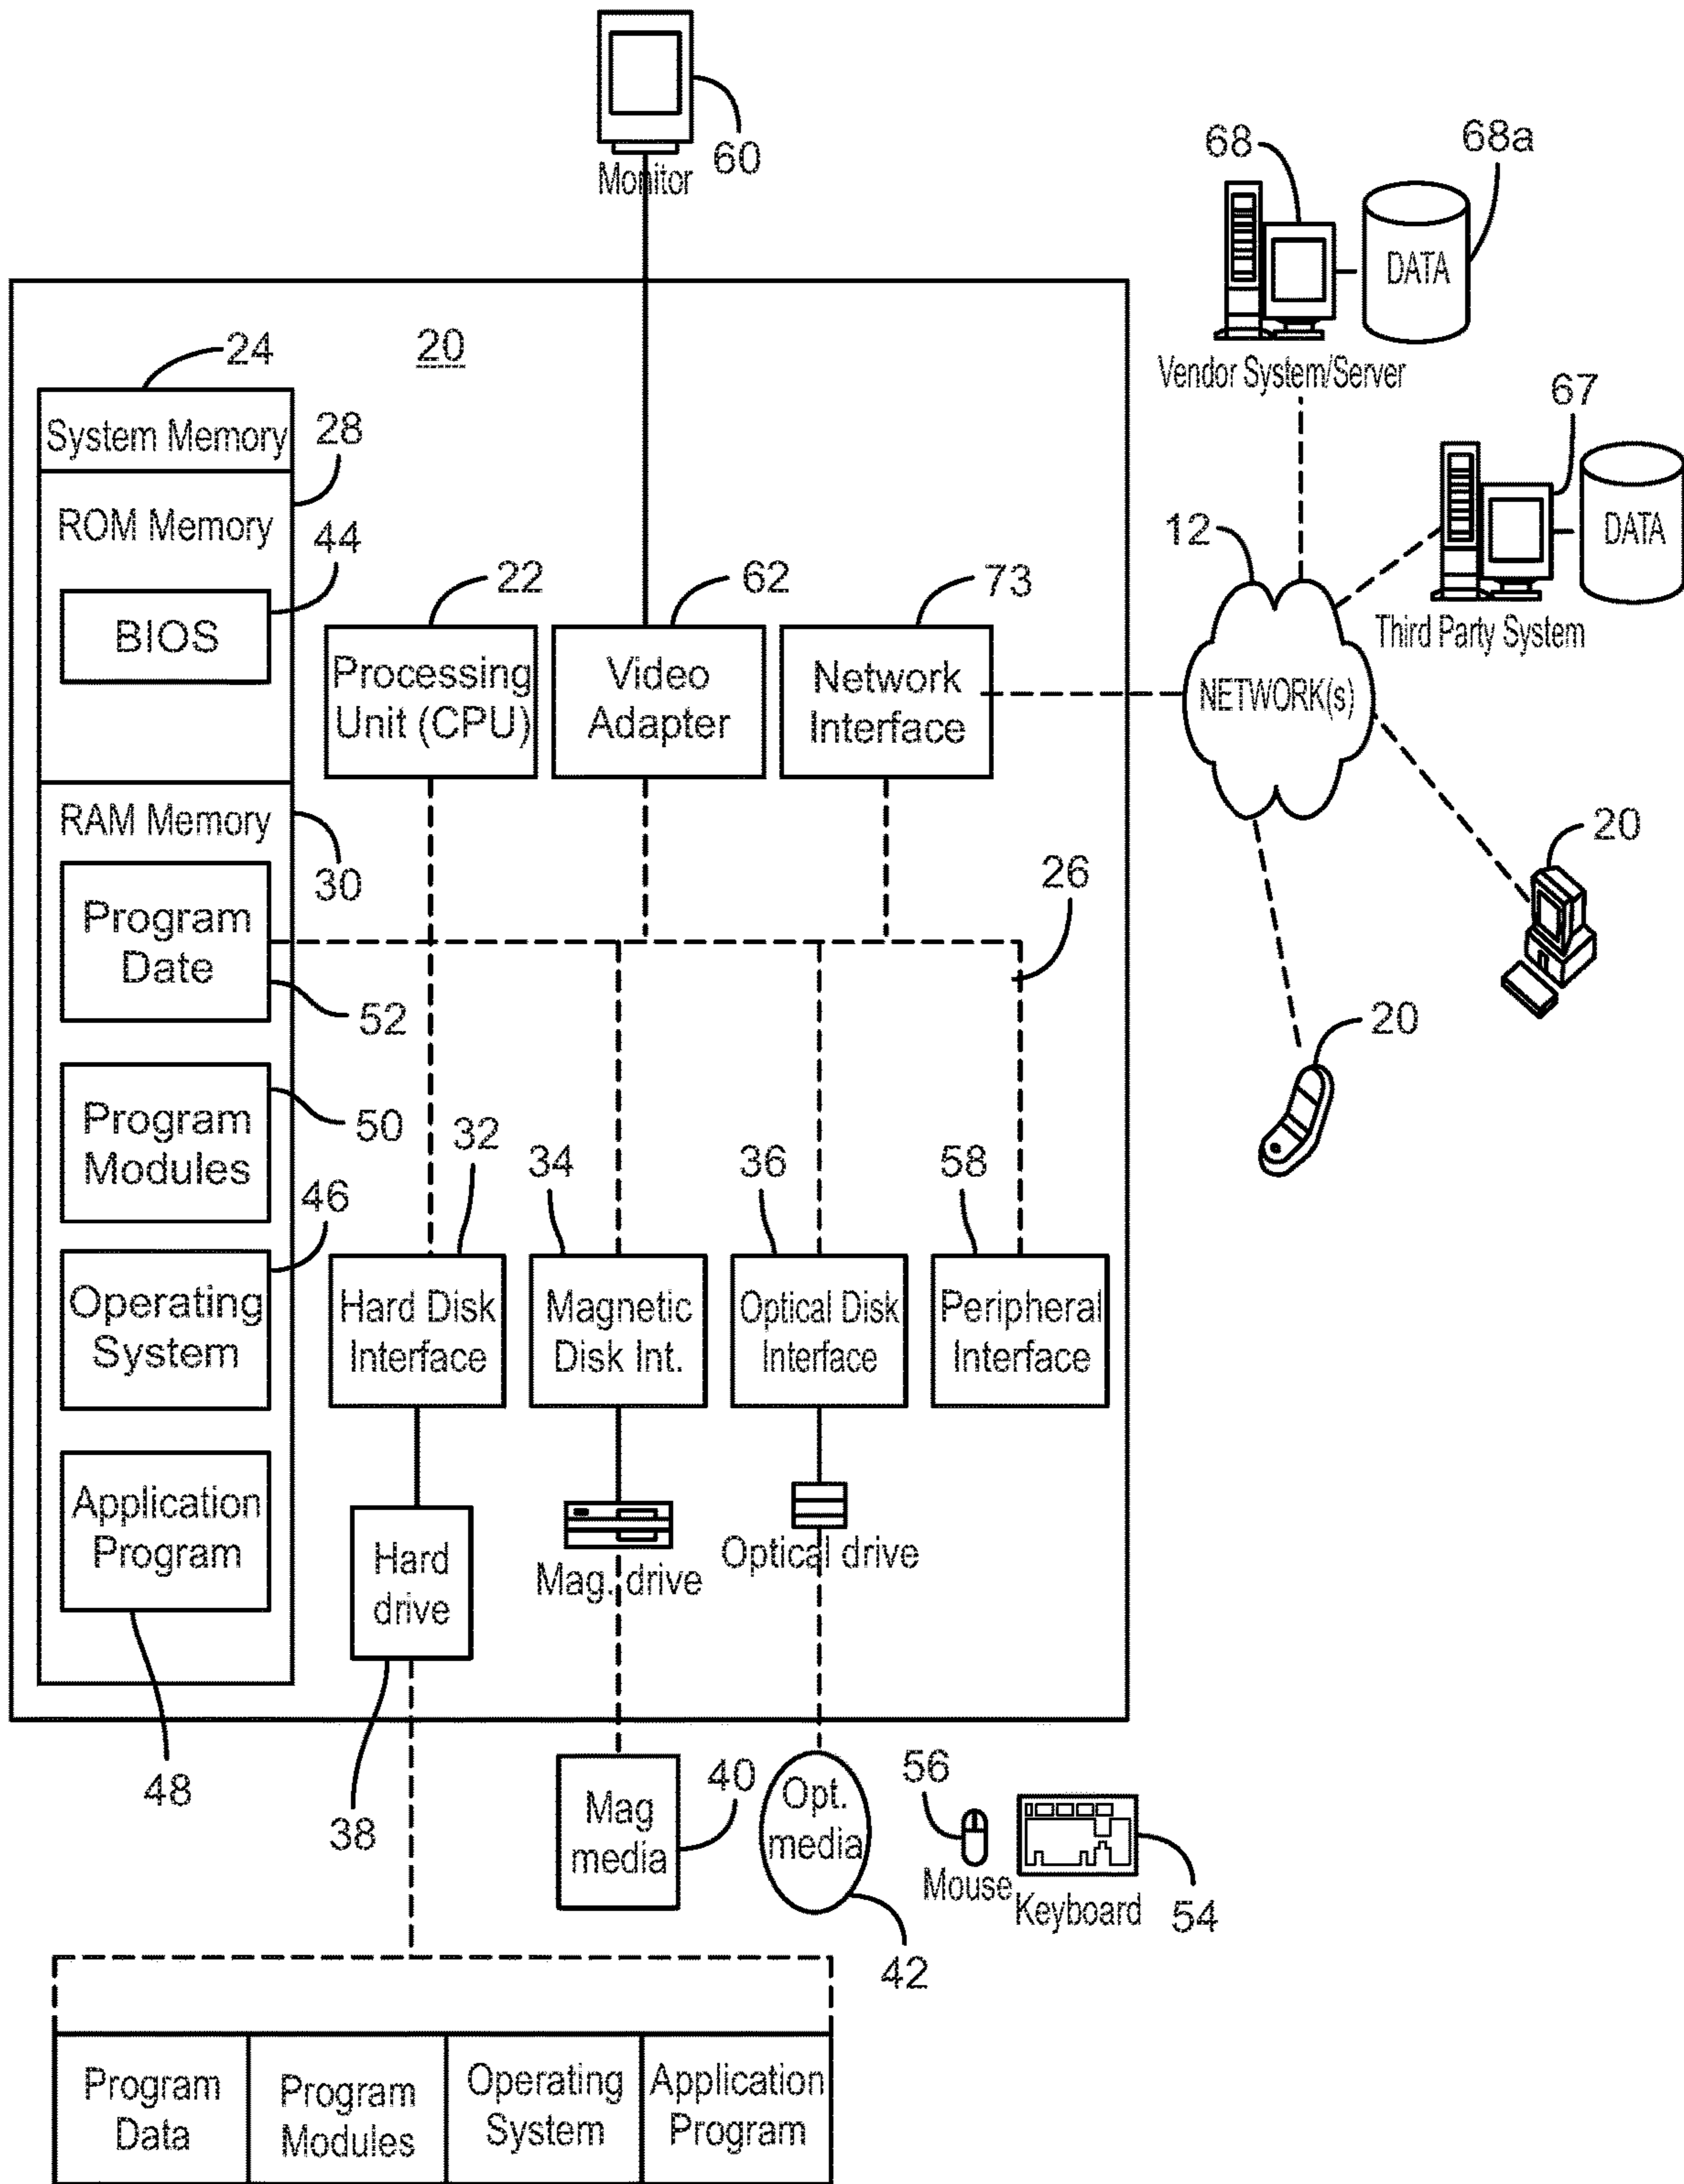 60
Monitor
68
68a
DATA
Vendor System/Server
20
24
System Memory
28
ROM Memory
44
BIOS
67
DATA
Third Party System
12
NETWORK(s)
22
Processing
Unit (CPU)
62
Video
Adapter
73
Network
Interface
RAM Memory
30
Program
Date
52
26
20
20
Program
Modules
50
46
Operating
System
Application
Program
48
32
Hard Disk
Interface
34
Magnetic
Disk Int.
36
Optical Disk
Interface
58
Peripheral
Interface
Hard
drive
38
Mag. drive
Optical drive
Mag
media
40
Opt.
media
42
56
Mouse
Keyboard
54
Program
Data
Program
Modules
Operating
System
Application
Program